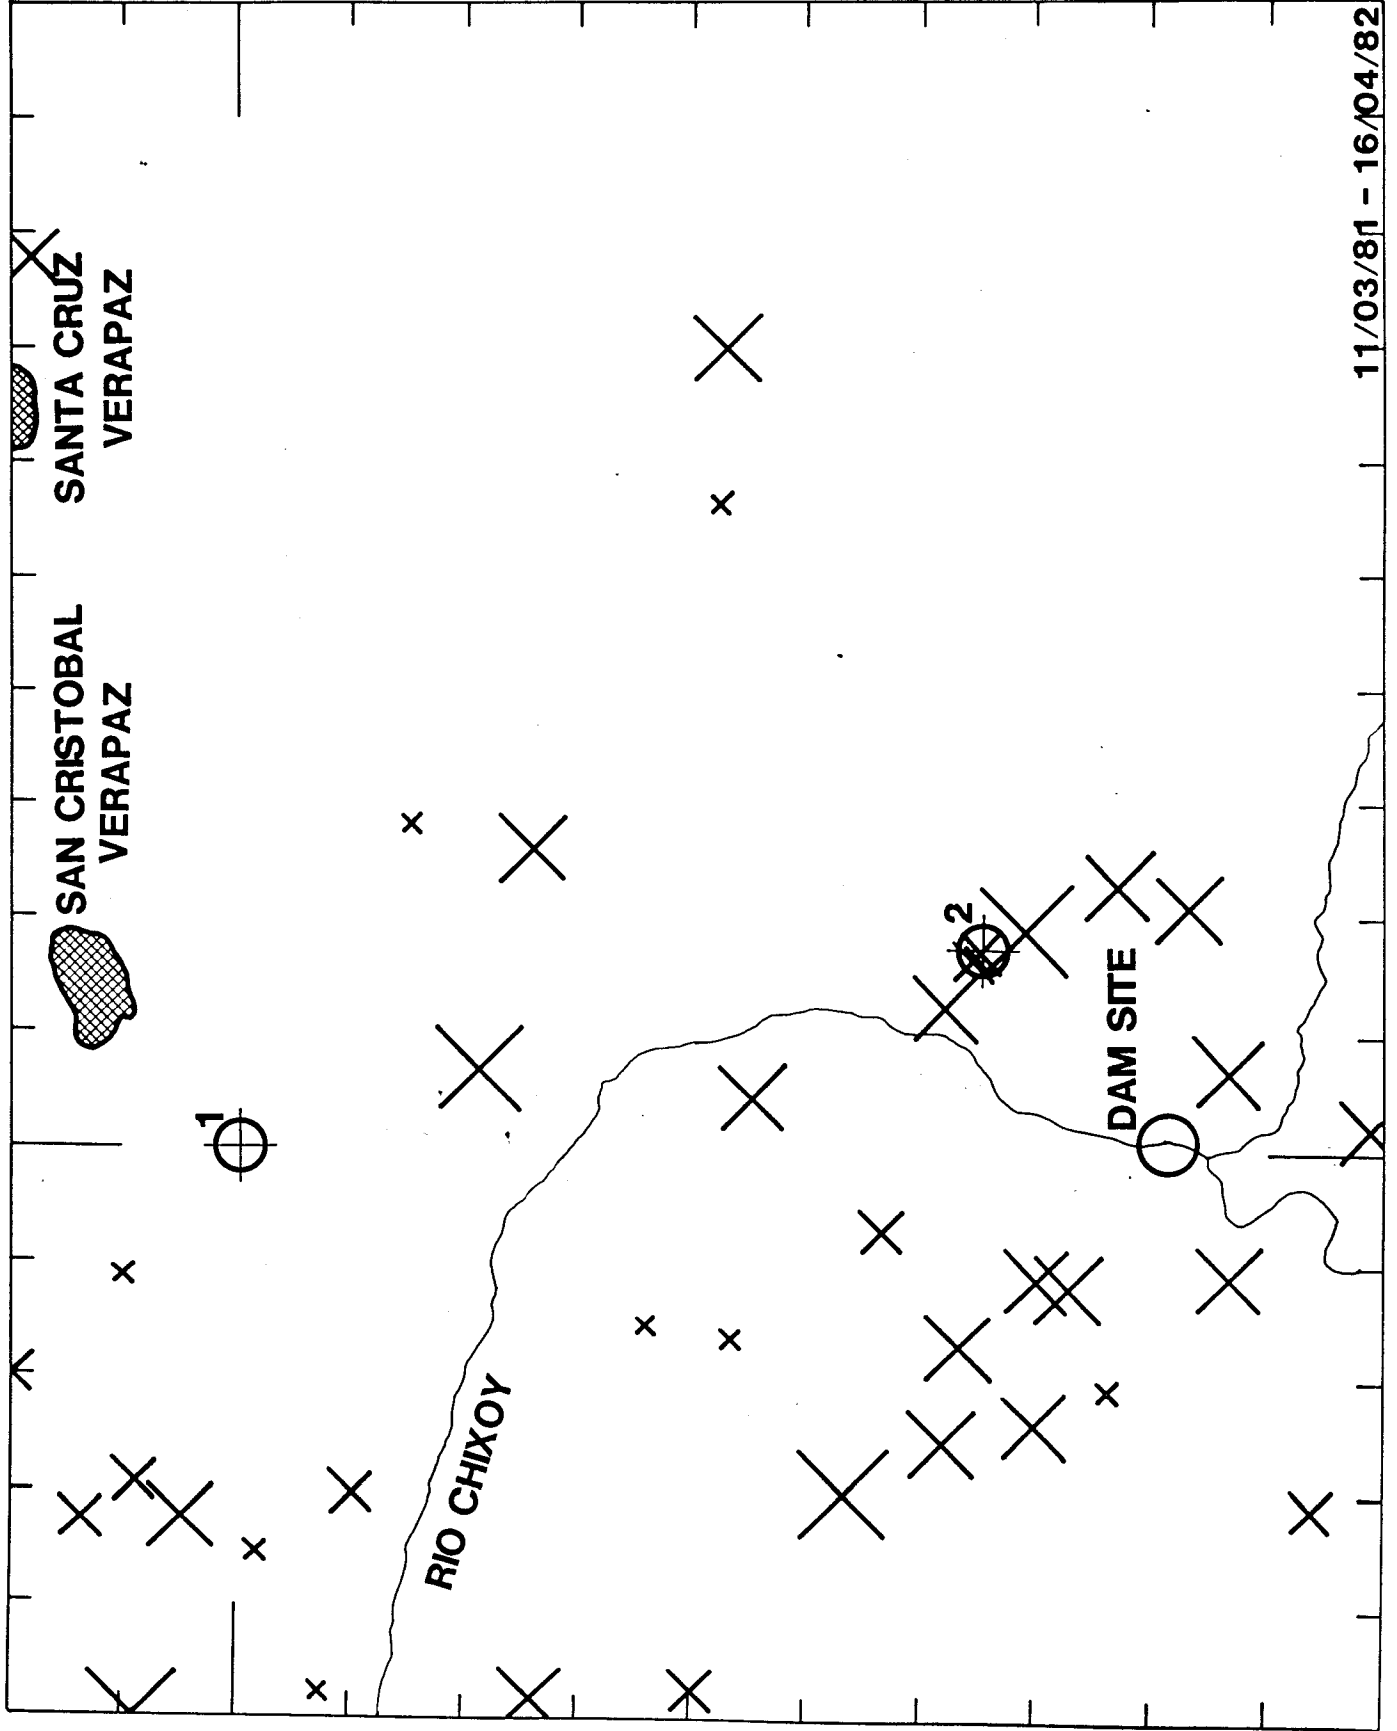 SAN CRISTOBAL
VERAPAZ
SANTA CRUZ
VERAPAZ
1
RIO CHIXOY
2
DAM SITE
11/03/81 - 16/04/82